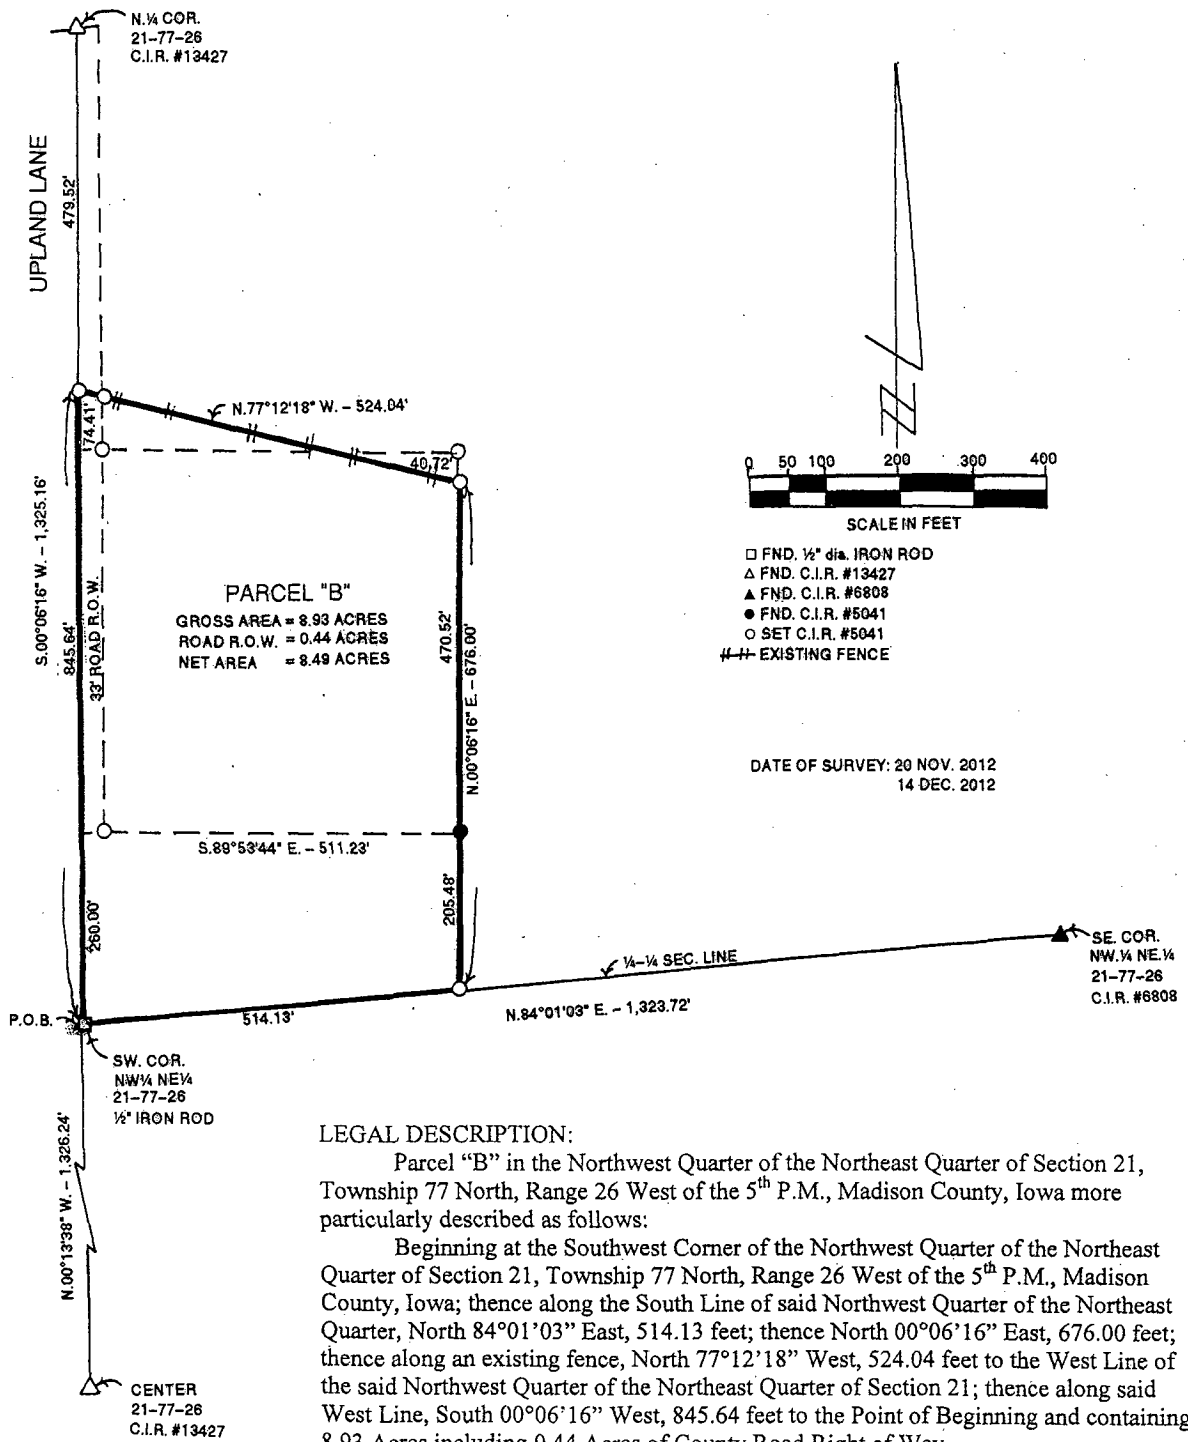 N.¼ COR.
21-77-26
C.I.R. #13427
UPLAND LANE
479.52'
N.77°12'18" W. - 524.04'
74.41'
40.72'
S.00°06'16" W. - 1,325.16'
845.64'
33' ROAD R.O.W.
PARCEL "B"
GROSS AREA = 8.93 ACRES
ROAD R.O.W. = 0.44 ACRES
NET AREA = 8.49 ACRES
470.52'
N.00°06'16" E. - 676.00'
0 50 100 200 300 400
SCALE IN FEET
□ FND. ½" dia. IRON ROD
△ FND. C.I.R. #13427
▲ FND. C.I.R. #6808
● FND. C.I.R. #5041
○ SET C.I.R. #5041
EXISTING FENCE
DATE OF SURVEY: 20 NOV. 2012
14 DEC. 2012
S.89°53'44" E. - 511.23'
260.00'
205.48'
¼-¼ SEC. LINE
SE. COR.
NW.¼ NE.¼
21-77-26
C.I.R. #6808
N.84°01'03" E. - 1,323.72'
514.13'
P.O.B.
SW. COR.
NW¼ NE¼
21-77-26
½" IRON ROD
N.00°13'38" W. - 1,326.24'
CENTER
21-77-26
C.I.R. #13427
LEGAL DESCRIPTION:
Parcel “B” in the Northwest Quarter of the Northeast Quarter of Section 21,
Township 77 North, Range 26 West of the 5th P.M., Madison County, Iowa more
particularly described as follows:
Beginning at the Southwest Corner of the Northwest Quarter of the Northeast
Quarter of Section 21, Township 77 North, Range 26 West of the 5th P.M., Madison
County, Iowa; thence along the South Line of said Northwest Quarter of the Northeast
Quarter, North 84°01’03” East, 514.13 feet; thence North 00°06’16” East, 676.00 feet;
thence along an existing fence, North 77°12’18” West, 524.04 feet to the West Line of
the said Northwest Quarter of the Northeast Quarter of Section 21; thence along said
West Line, South 00°06’16” West, 845.64 feet to the Point of Beginning and containing
8.93 Acres including 0.44 Acres of County Road Right of Way